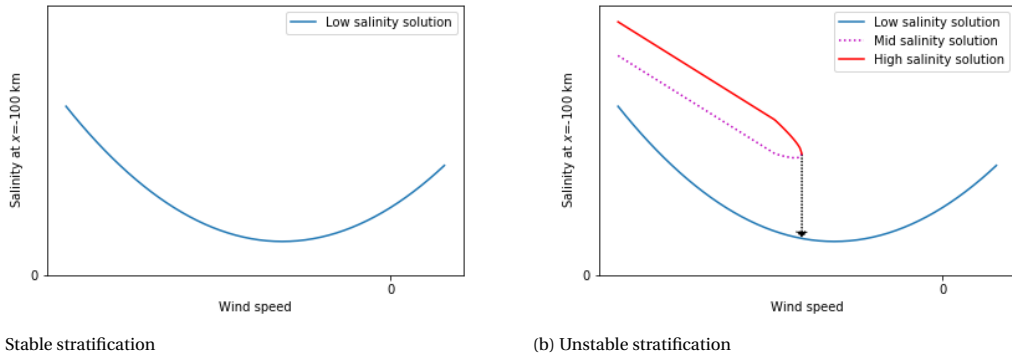 Low salinity solution
Salinity at x=-100 km
0
0
Wind speed
Stable stratification
Low salinity solution
Mid salinity solution
High salinity solution
Salinity at x=-100 km
0
0
Wind speed
(b) Unstable stratification